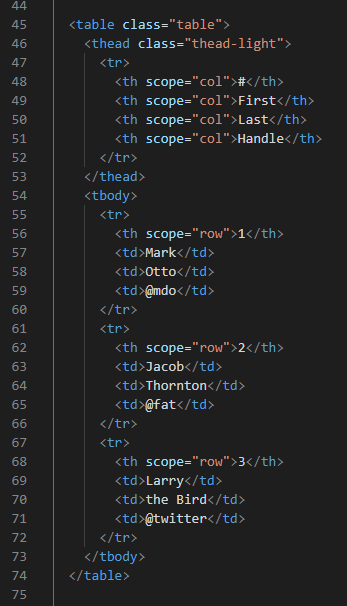 44
45 <table class="table">
46 <thead class="thead-light">
47 <tr>
48 <th scope="col">#</th>
49 <th scope="col">First</th>
50 <th scope="col">Last</th>
51 <th scope="col">Handle</th>
52 </tr>
53 </thead>
54 <tbody>
55 <tr>
56 <th scope="row">1</th>
57 <td>Mark</td>
58 <td>Otto</td>
59 <td>@mdo</td>
60 </tr>
61 <tr>
62 <th scope="row">2</th>
63 <td>Jacob</td>
64 <td>Thornton</td>
65 <td>@fat</td>
66 </tr>
67 <tr>
68 <th scope="row">3</th>
69 <td>Larry</td>
70 <td>the Bird</td>
71 <td>@twitter</td>
72 </tr>
73 </tbody>
74 </table>
75